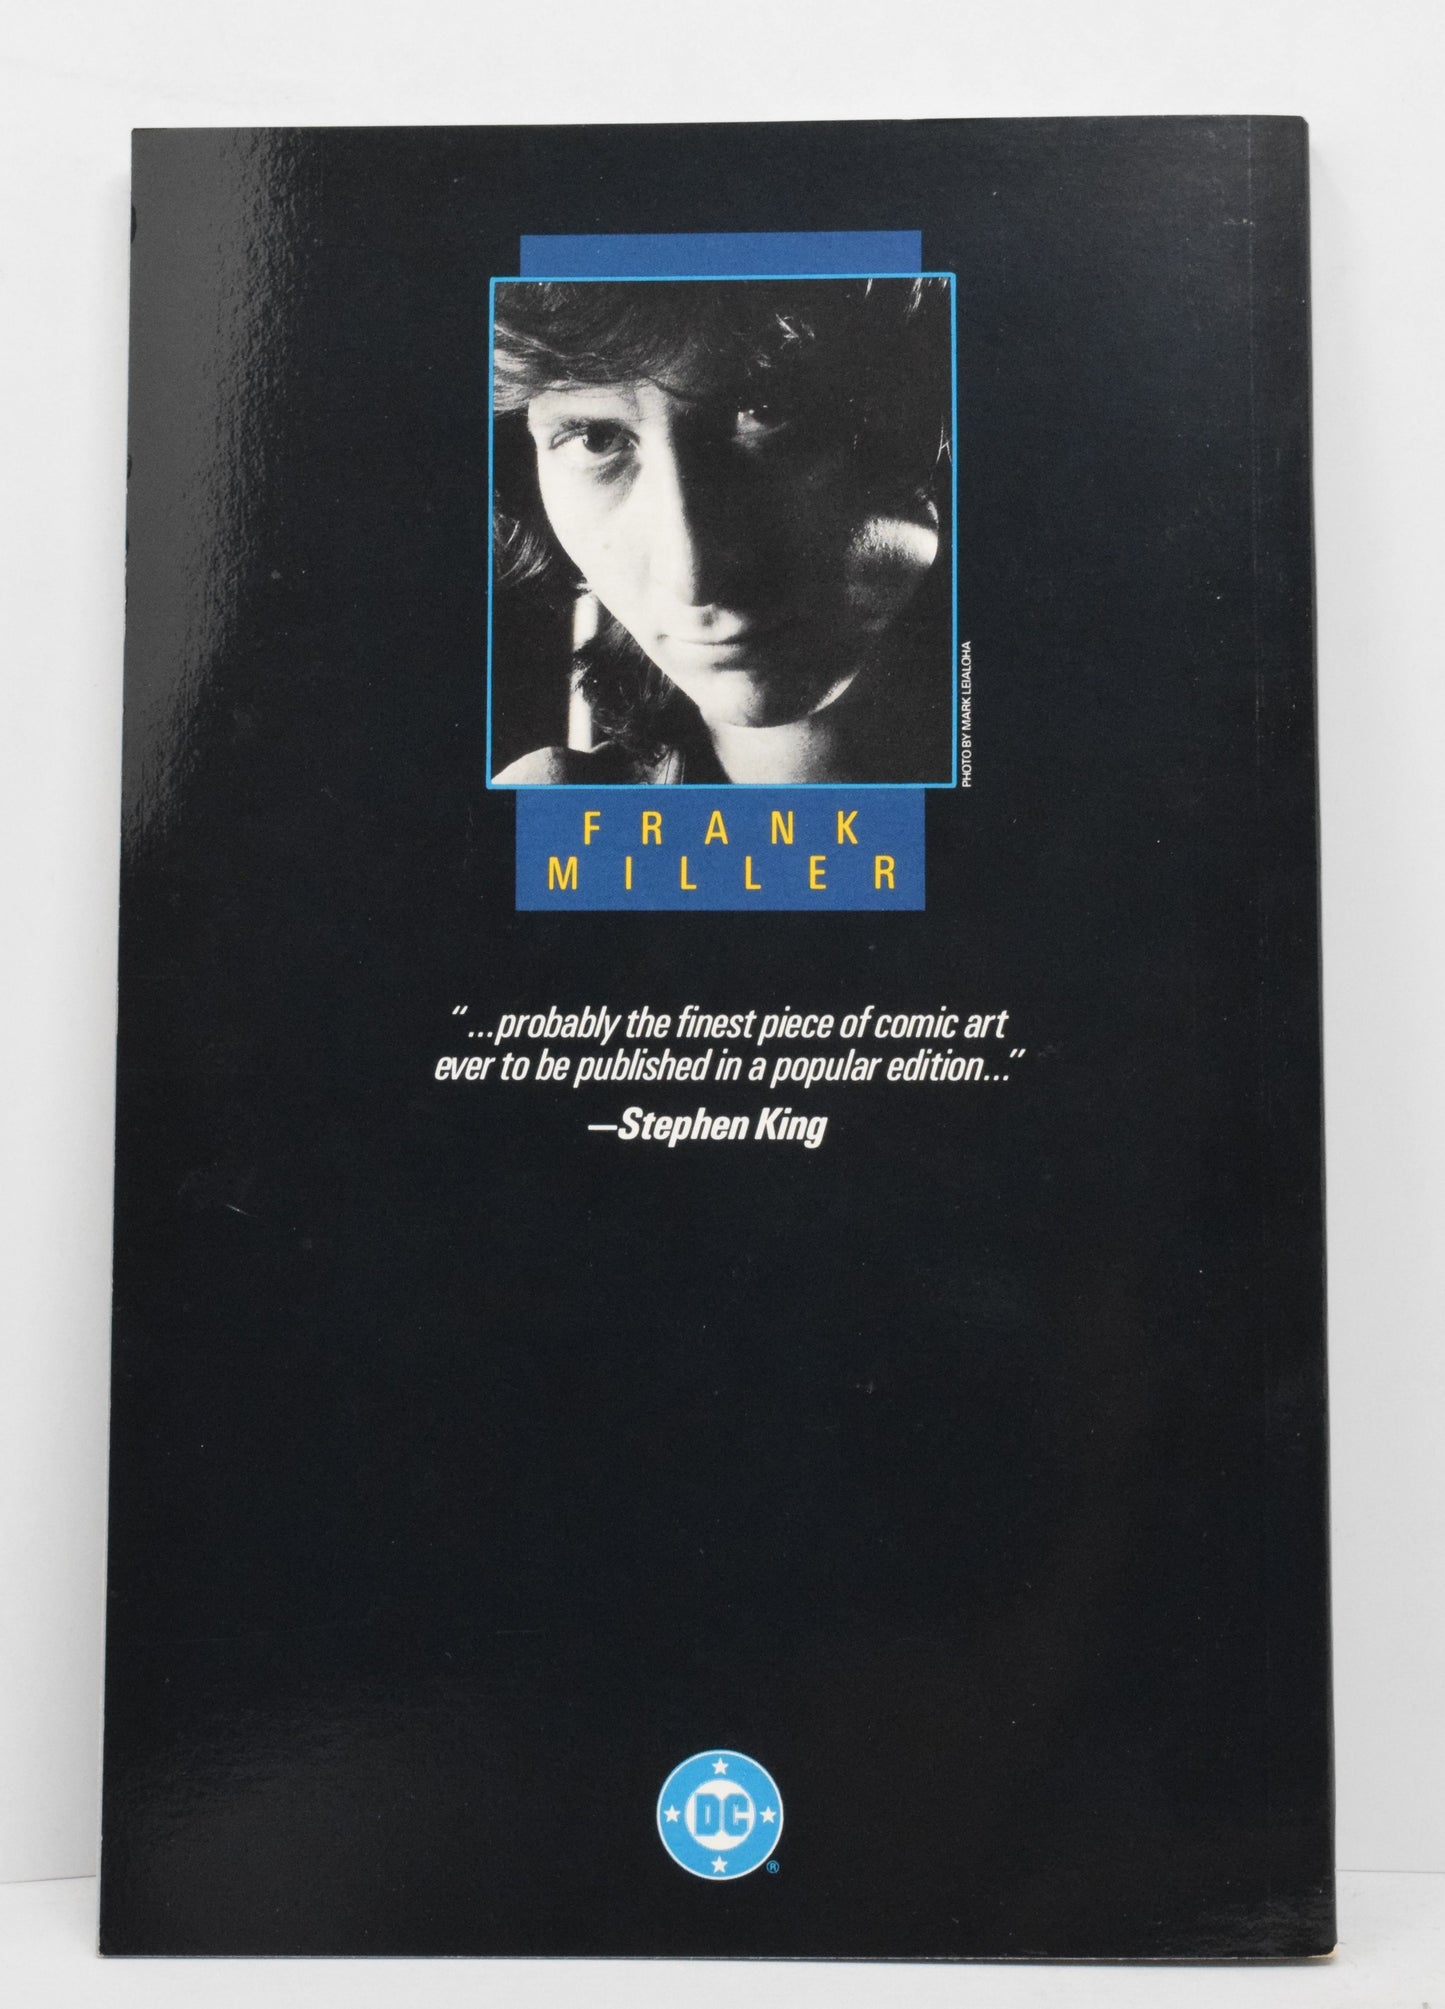 PHOTO BY MARK LEIALOHA
FRANK
MILLER
“...probably the finest piece of comic art
ever to be published in a popular edition...”
—Stephen King
DC
®